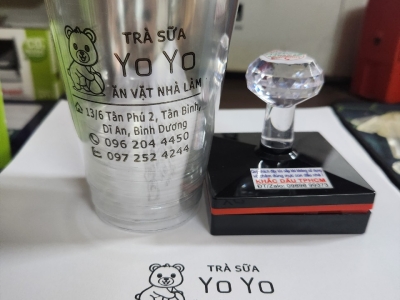 TRÀ SỮA
Yo Yo
ĂN VẶT NHÀ LÀM
13/6 Tân Phú 2, Tân Bình,
Dĩ An, Bình Dương
096 204 4450
097 252 4244
KHẮC DẤU TPHCM
TRÀ SỮA
Yo Yo